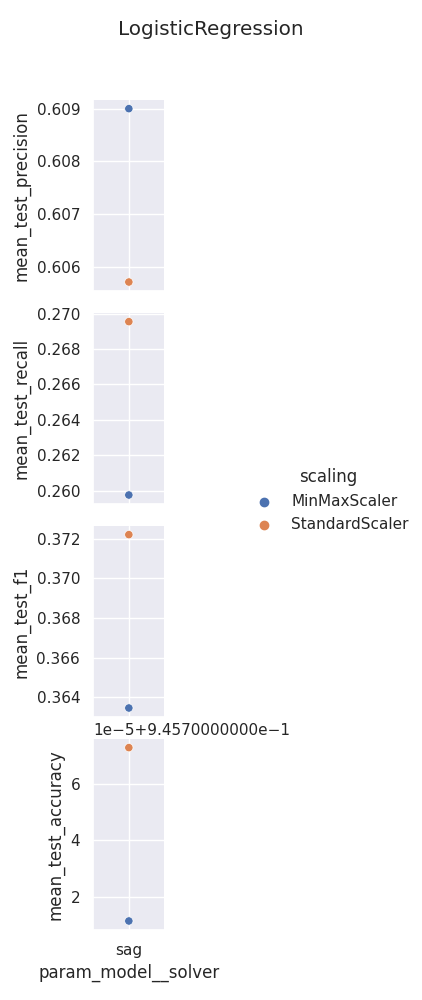 LogisticRegression
mean_test_precision
0.609
0.608
0.607
0.606
mean_test_recall
0.270
0.268
0.266
0.264
0.262
0.260
scaling
MinMaxScaler
StandardScaler
mean_test_f1
0.372
0.370
0.368
0.366
0.364
1e−5+9.4570000000e−1
mean_test_accuracy
6
4
2
sag
param_model__solver